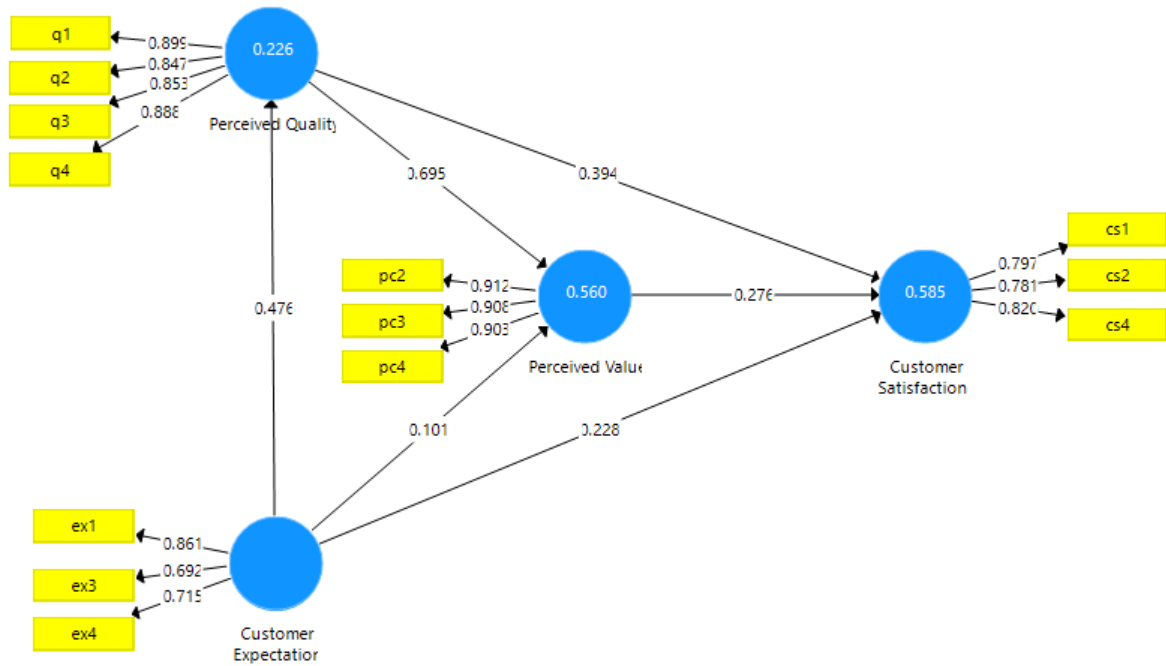 q1
q2
q3
q4
0.899
0.847
0.853
0.888
0.226
Perceived Quality
0.695
0.394
0.476
pc2
pc3
pc4
0.912
0.908
0.903
0.560
Perceived Value
0.276
0.585
Customer
Satisfaction
0.797
0.781
0.820
cs1
cs2
cs4
0.101
0.228
ex1
ex3
ex4
0.861
0.692
0.715
Customer
Expectation